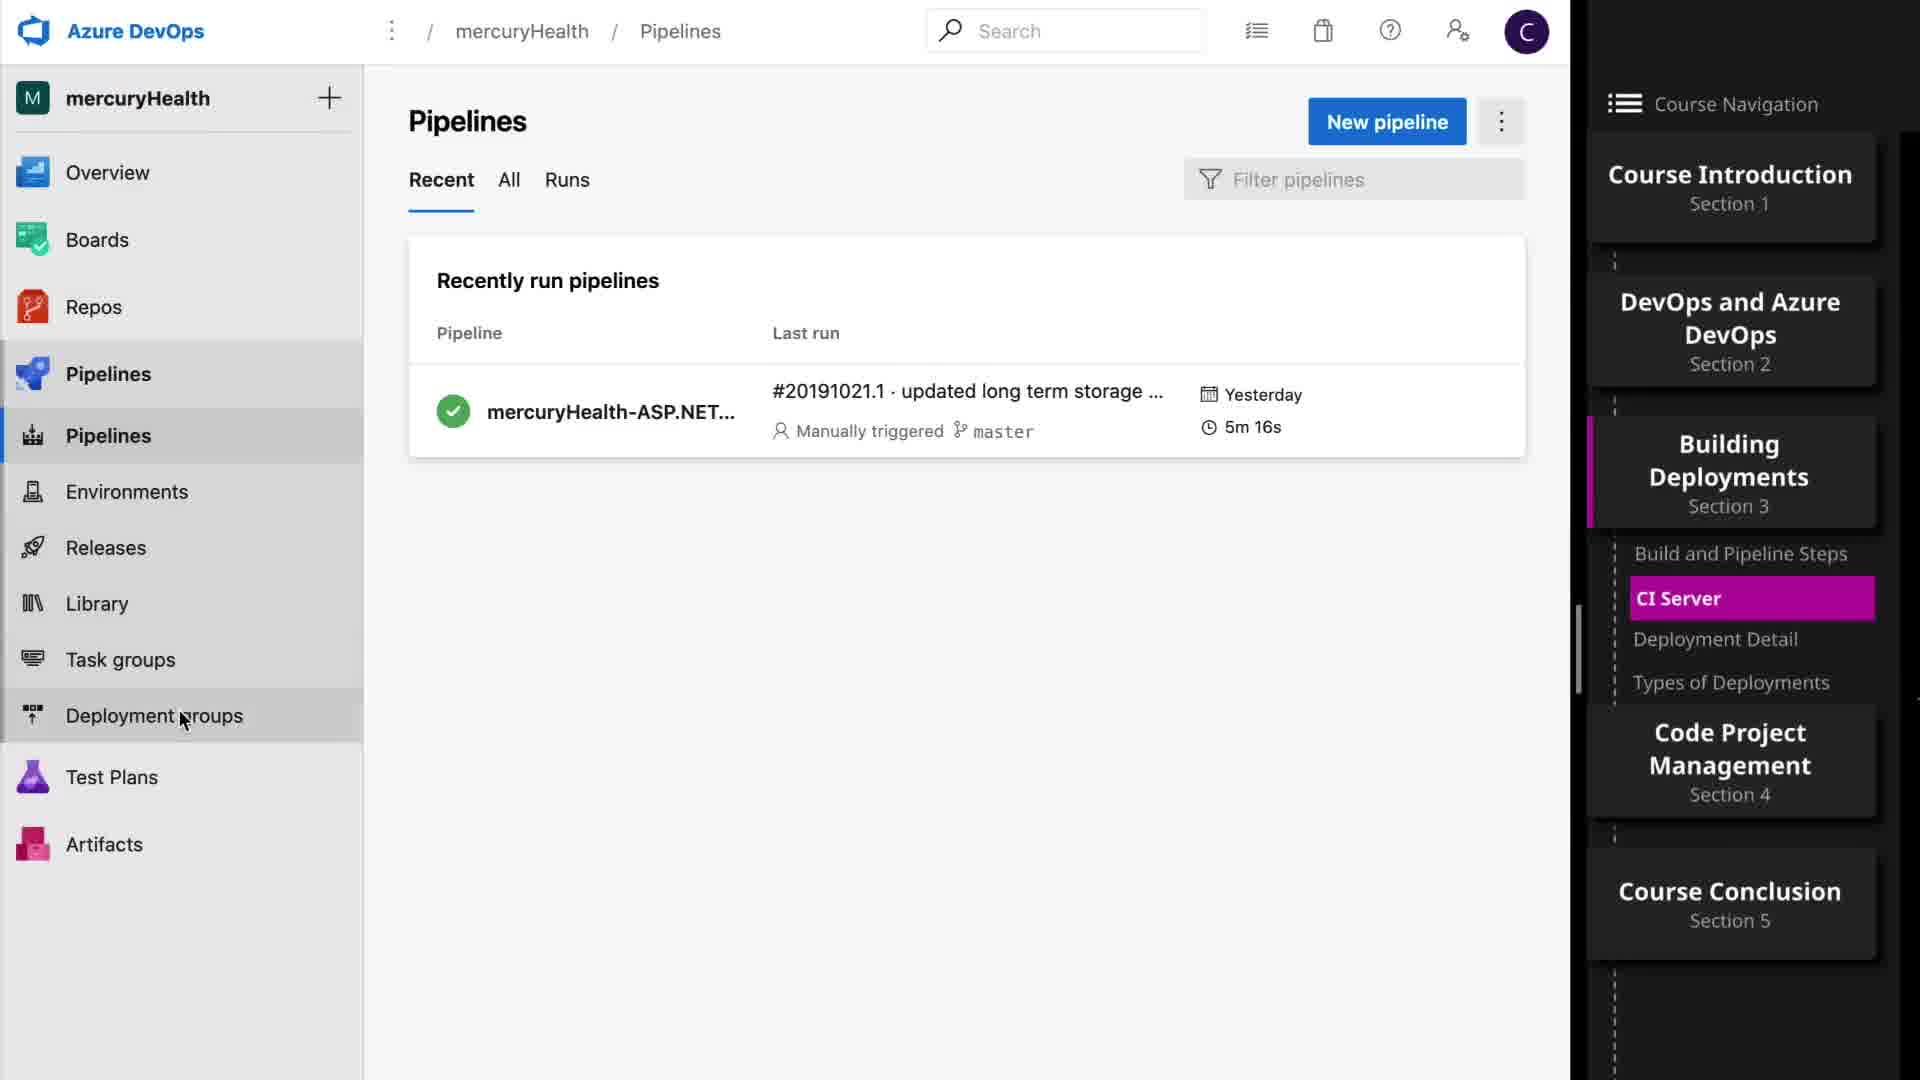 Azure DevOps
/ mercuryHealth / Pipelines
Search
C
M mercuryHealth
Overview
Boards
Repos
Pipelines
Pipelines
Environments
Releases
Library
Task groups
Deployment groups
Test Plans
Artifacts
Pipelines
New pipeline
Recent All Runs
Filter pipelines
Recently run pipelines
Pipeline Last run
mercuryHealth-ASP.NET...
#20191021.1 · updated long term storage ...
Manually triggered master
Yesterday
5m 16s
Course Navigation
Course Introduction
Section 1
DevOps and Azure
DevOps
Section 2
Building
Deployments
Section 3
Build and Pipeline Steps
CI Server
Deployment Detail
Types of Deployments
Code Project
Management
Section 4
Course Conclusion
Section 5